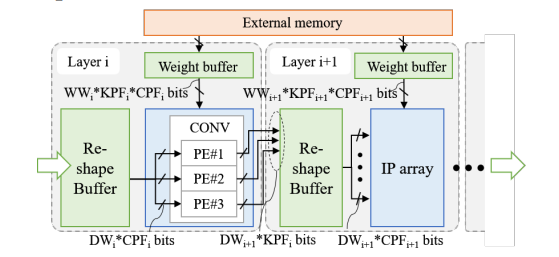 External memory
Layer i
Weight buffer
Layer i+1
Weight buffer
WWi*KPFi*CPFi bits
WWi+1*KPFi+1*CPFi+1 bits
Re-
shape
Buffer
CONV
PE#1
PE#2
PE#3
Re-
shape
Buffer
IP array
DWi*CPFi bits
DWi+1*KPFi bits
DWi+1*CPFi+1 bits